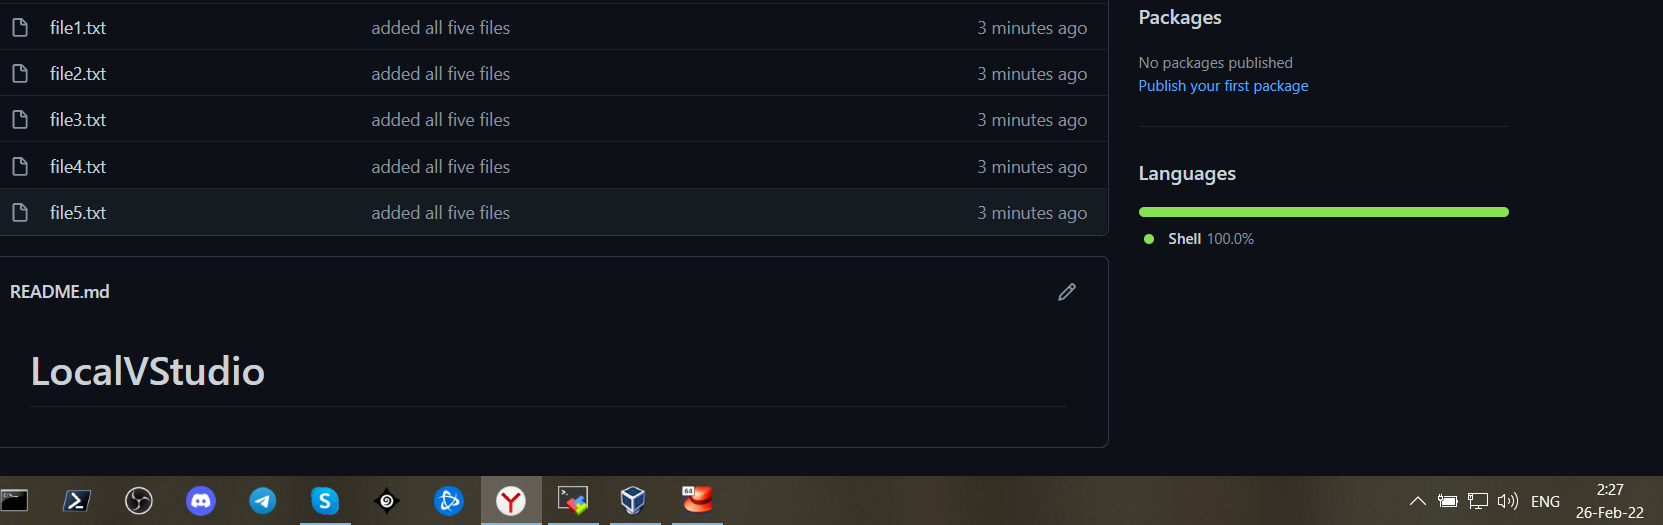 file1.txt added all five files 3 minutes ago
file2.txt added all five files 3 minutes ago
file3.txt added all five files 3 minutes ago
file4.txt added all five files 3 minutes ago
file5.txt added all five files 3 minutes ago
README.md
LocalVStudio
Packages
No packages published
Publish your first package
Languages
Shell 100.0%
64
ENG
2:27
26-Feb-22